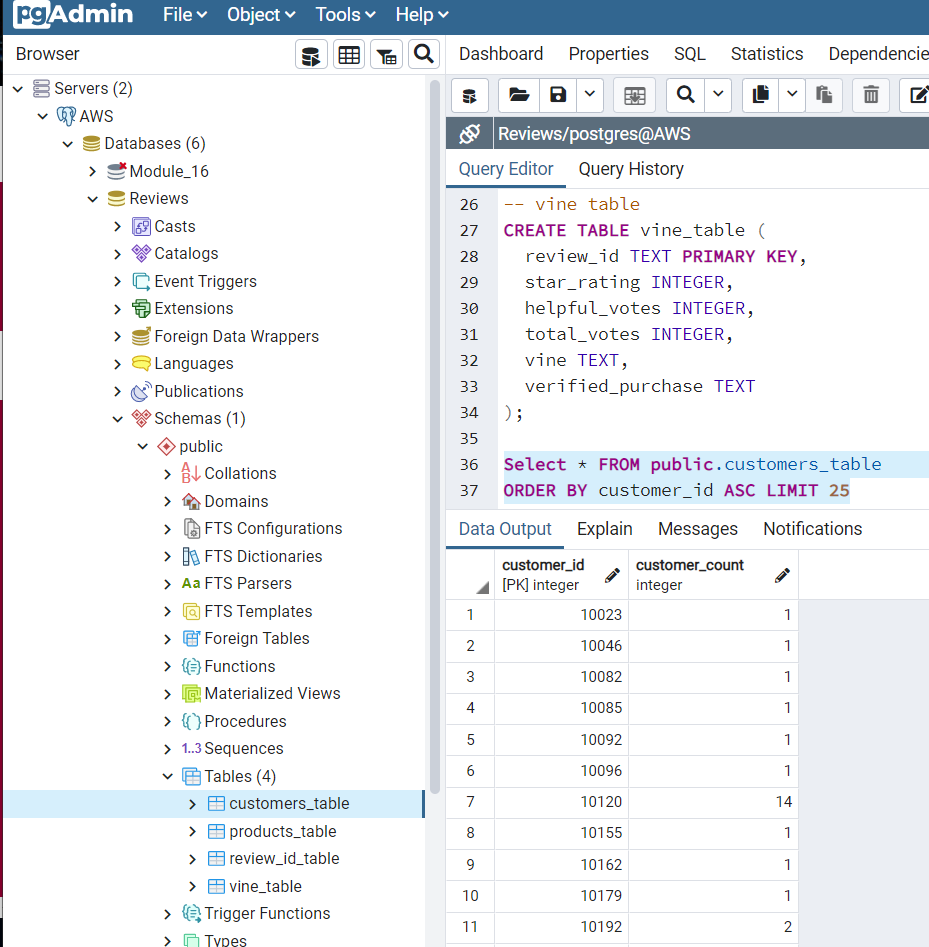 pgAdmin File Object Tools Help
Browser
Servers (2)
AWS
Databases (6)
Module_16
Reviews
Casts
Catalogs
Event Triggers
Extensions
Foreign Data Wrappers
Languages
Publications
Schemas (1)
public
Collations
Domains
FTS Configurations
FTS Dictionaries
Aa FTS Parsers
FTS Templates
Foreign Tables
Functions
Materialized Views
Procedures
1..3 Sequences
Tables (4)
customers_table
products_table
review_id_table
vine_table
Trigger Functions
Types
Dashboard Properties SQL Statistics Dependencie
Reviews/postgres@AWS
Query Editor Query History
26 -- vine table
27 CREATE TABLE vine_table (
28 review_id TEXT PRIMARY KEY,
29 star_rating INTEGER,
30 helpful_votes INTEGER,
31 total_votes INTEGER,
32 vine TEXT,
33 verified_purchase TEXT
34 );
35
36 Select * FROM public.customers_table
37 ORDER BY customer_id ASC LIMIT 25
Data Output Explain Messages Notifications
customer_id customer_count
[PK] integer integer
1 10023 1
2 10046 1
3 10082 1
4 10085 1
5 10092 1
6 10096 1
7 10120 14
8 10155 1
9 10162 1
10 10179 1
11 10192 2